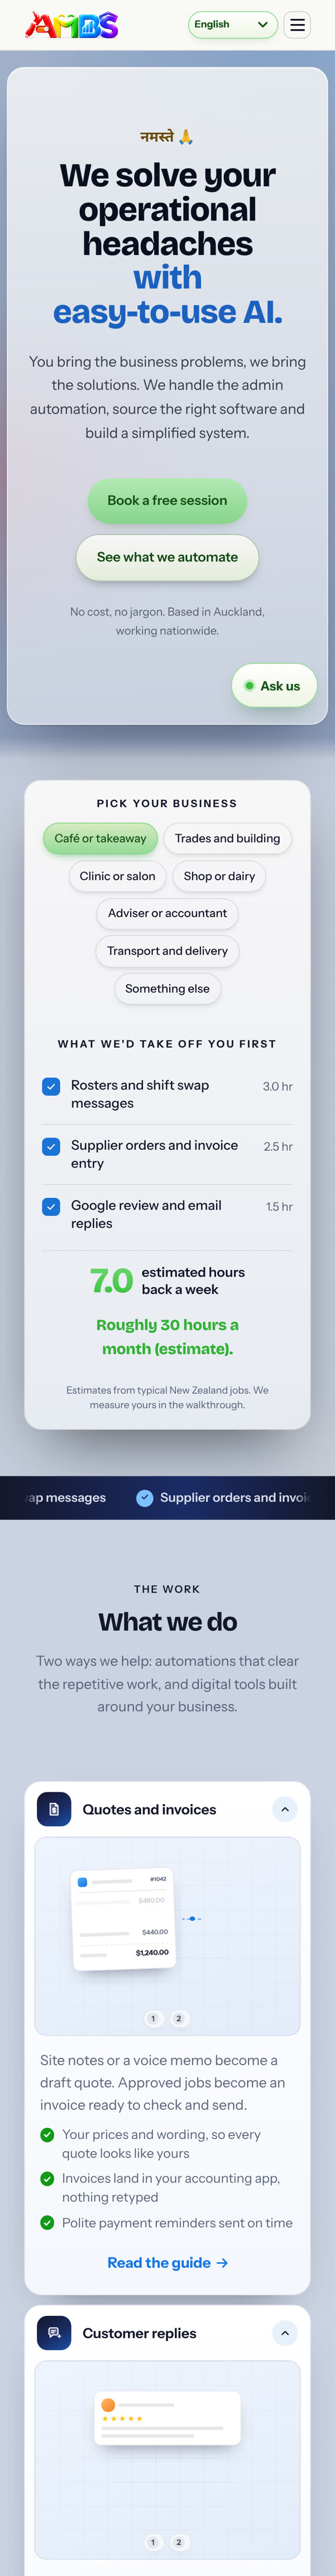 AMBS
English
नमस्ते 🙏
We solve your
operational
headaches
with
easy-to-use AI.
You bring the business problems, we bring
the solutions. We handle the admin
automation, source the right software and
build a simplified system.
Book a free session
See what we automate
No cost, no jargon. Based in Auckland,
working nationwide.
Ask us
PICK YOUR BUSINESS
Café or takeaway
Trades and building
Clinic or salon
Shop or dairy
Adviser or accountant
Transport and delivery
Something else
WHAT WE'D TAKE OFF YOU FIRST
Rosters and shift swap
messages
3.0 hr
Supplier orders and invoice
entry
2.5 hr
Google review and email
replies
1.5 hr
7.0
estimated hours
back a week
Roughly 30 hours a
month (estimate).
Estimates from typical New Zealand jobs. We
measure yours in the walkthrough.
ap messages
Supplier orders and invoi
THE WORK
What we do
Two ways we help: automations that clear
the repetitive work, and digital tools built
around your business.
Quotes and invoices
#1042
$480.00
$440.00
$1,240.00
1 2
Site notes or a voice memo become a
draft quote. Approved jobs become an
invoice ready to check and send.
Your prices and wording, so every
quote looks like yours
Invoices land in your accounting app,
nothing retyped
Polite payment reminders sent on time
Read the guide →
Customer replies
★★★★★
1 2